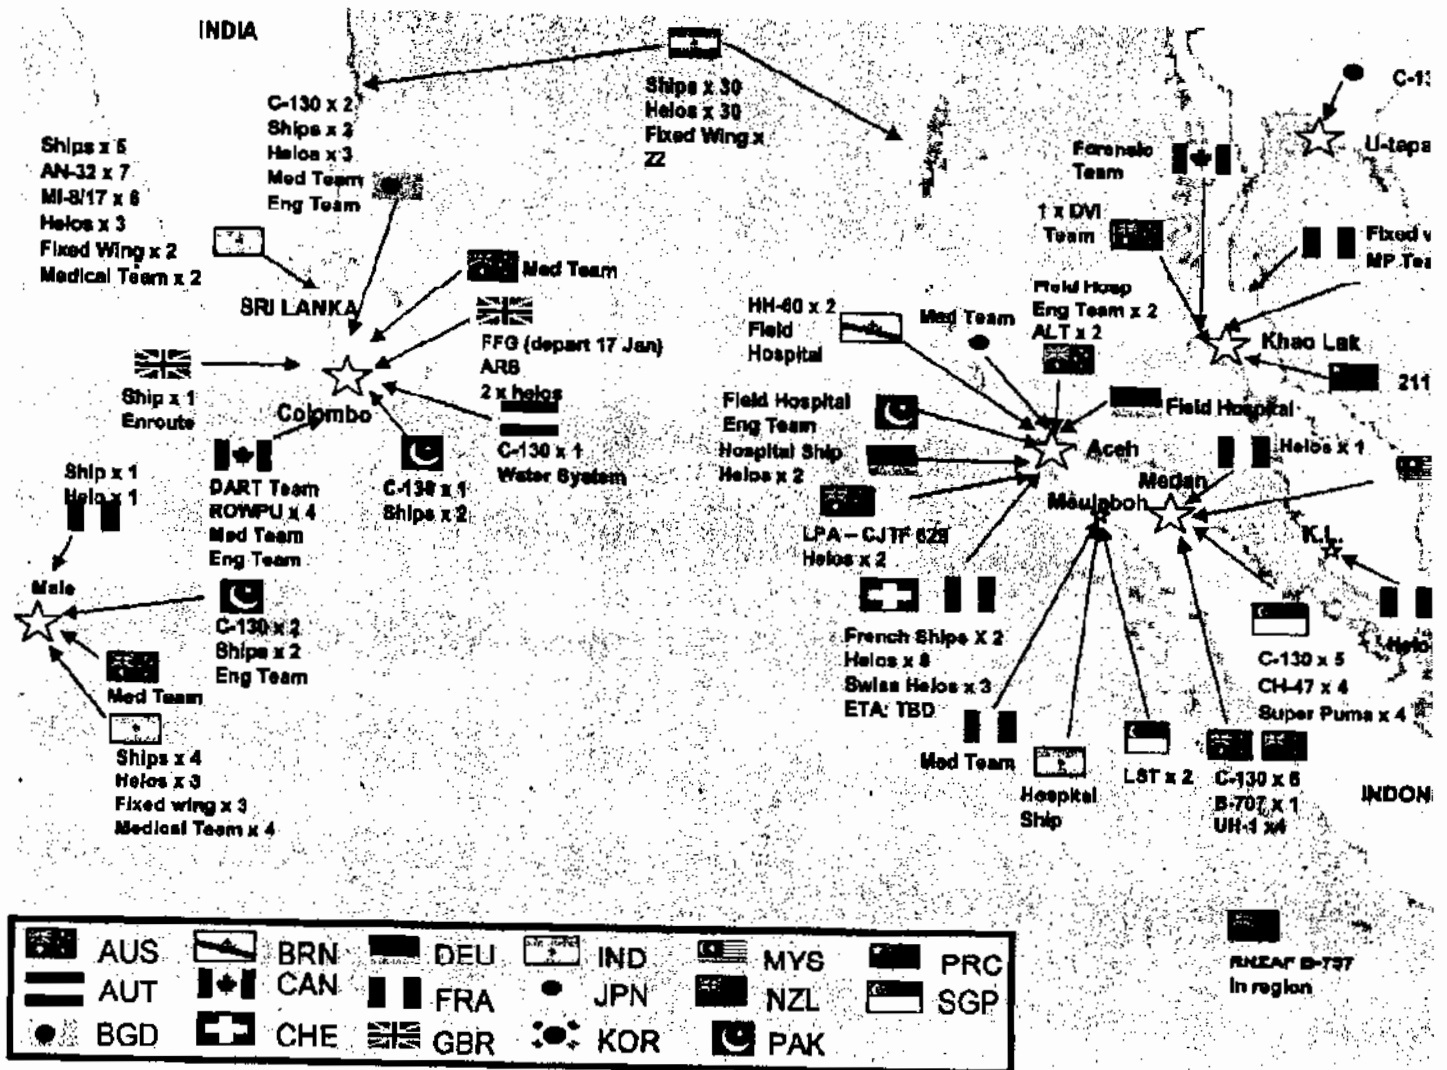 INDIA
Ships x 30
Helos x 30
Fixed Wing x
22
C-130 x 2
Ships x 2
Helos x 3
Med Team
Eng Team
Ships x 5
AN-32 x 7
MI-8/17 x 6
Helos x 3
Fixed Wing x 2
Medical Team x 2
SRI LANKA
Med Team
FFG (depart 17 Jan)
ARS
2 x helos
Ship x 1
Enroute
Colombo
C-130 x 1
Water System
DART Team
ROWPU x 4
Med Team
Eng Team
C-130 x 1
Ships x 2
Ship x 1
Helo x 1
Male
C-130 x 2
Ships x 2
Eng Team
Med Team
Ships x 4
Helos x 3
Fixed wing x 3
Medical Team x 4
C-13
U-tapa
Forensic
Team
1 x DVI
Team
Fixed
MP
Khao Lak
211
HH-60 x 2
Field
Hospital
Med Team
Field Hosp
Eng Team x 2
ALT x 2
Field Hospital
Field Hospital
Eng Team
Hospital Ship
Helos x 2
Aceh
Helos x 1
Medan
Meulaboh
K.L.
LPA – CJTF 629
Helos x 2
French Ships X 2
Helos x 8
Swiss Helos x 3
ETA: TBD
Med Team
Hospital
Ship
LST x 2
C-130 x 5
CH-47 x 4
Super Puma x 4
Helo
C-130 x 6
B-707 x 1
UH-1 x4
INDON
RNZAF B-757
in region
AUS BRN DEU IND MYS PRC
AUT CAN FRA JPN NZL SGP
BGD CHE GBR KOR PAK